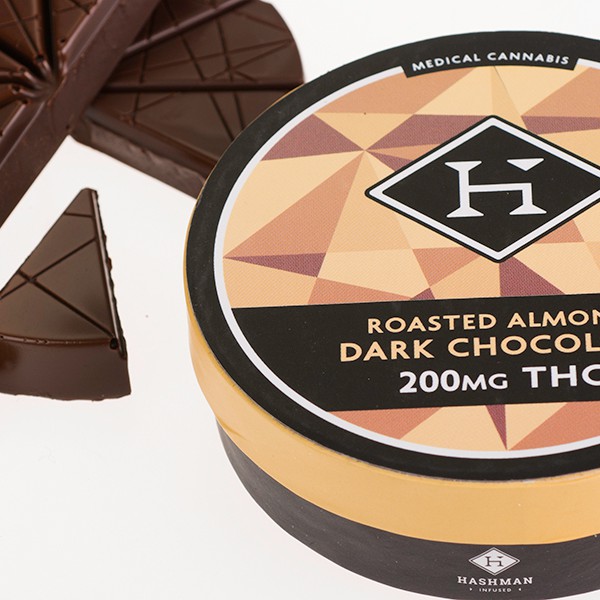 MEDICAL CANNABIS
H
ROASTED ALMON
DARK CHOCOL
200MG THC
H
HASHMAN
INFUSED